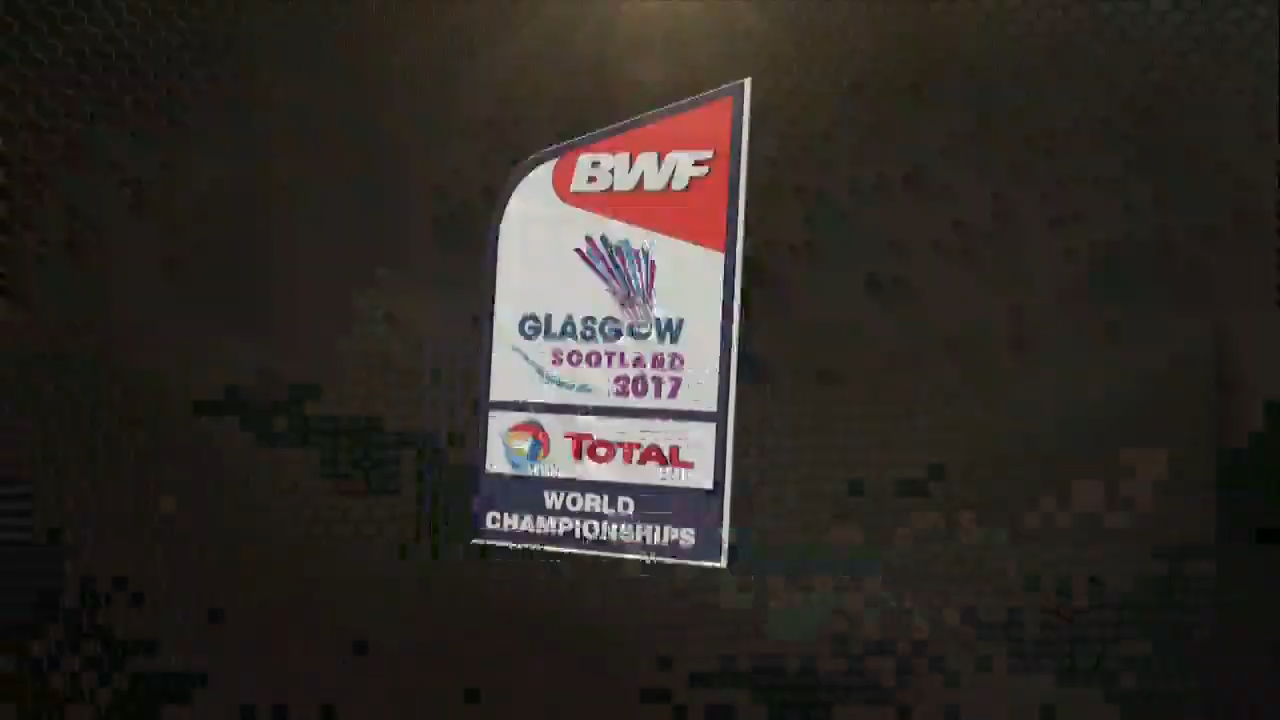 BWF
GLASGOW
SCOTLAND
2017
TOTAL
WORLD
CHAMPIONSHIPS